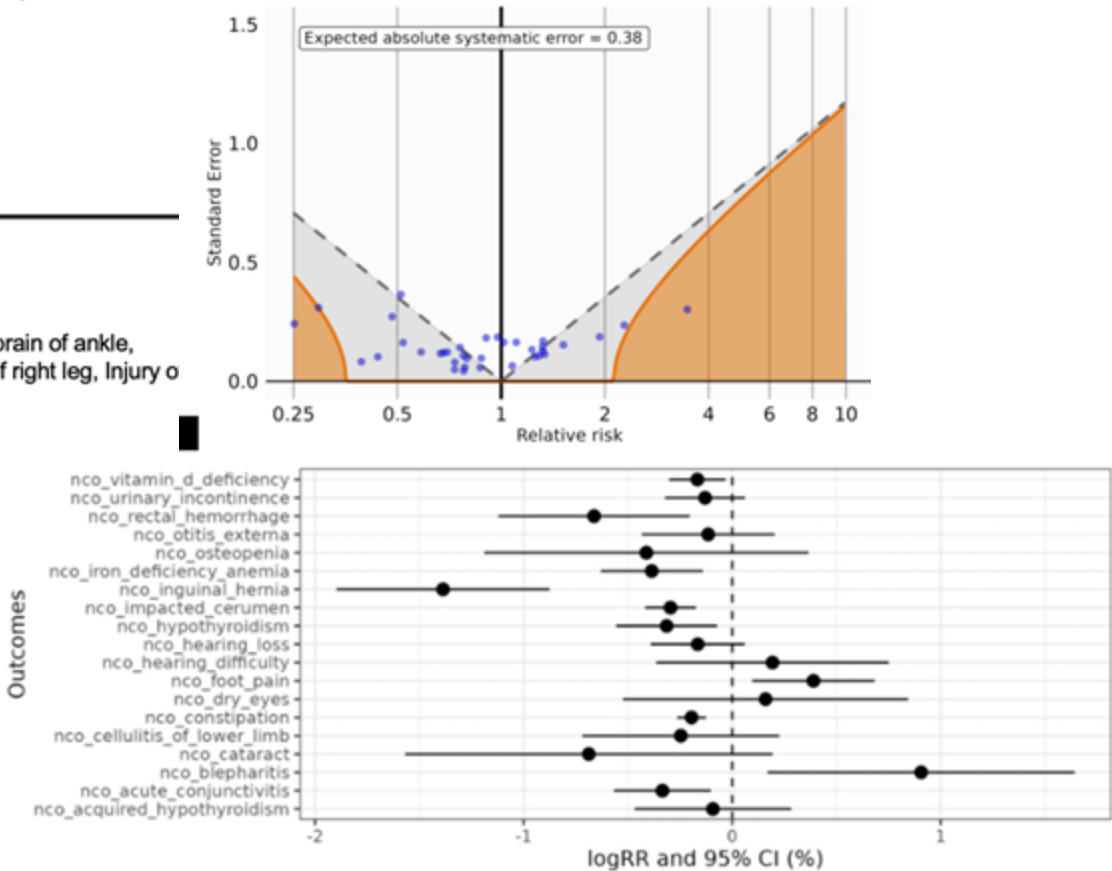 1.5
Expected absolute systematic error = 0.38
1.0
Standard Error
0.5
0.0
0.25 0.5 1 2 4 6 8 10
Relative risk
of right leg, Injury o
nco_vitamin_d_deficiency
nco_urinary_incontinence
nco_rectal_hemorrhage
nco_otitis_externa
nco_osteopenia
nco_iron_deficiency_anemia
nco_inguinal_hernia
nco_impacted_cerumen
nco_hypothyroidism
nco_hearing_loss
nco_hearing_difficulty
nco_foot_pain
nco_dry_eyes
nco_constipation
nco_cellulitis_of_lower_limb
nco_cataract
nco_blepharitis
nco_acute_conjunctivitis
nco_acquired_hypothyroidism
Outcomes
-2 -1 0 1
logRR and 95% CI (%)